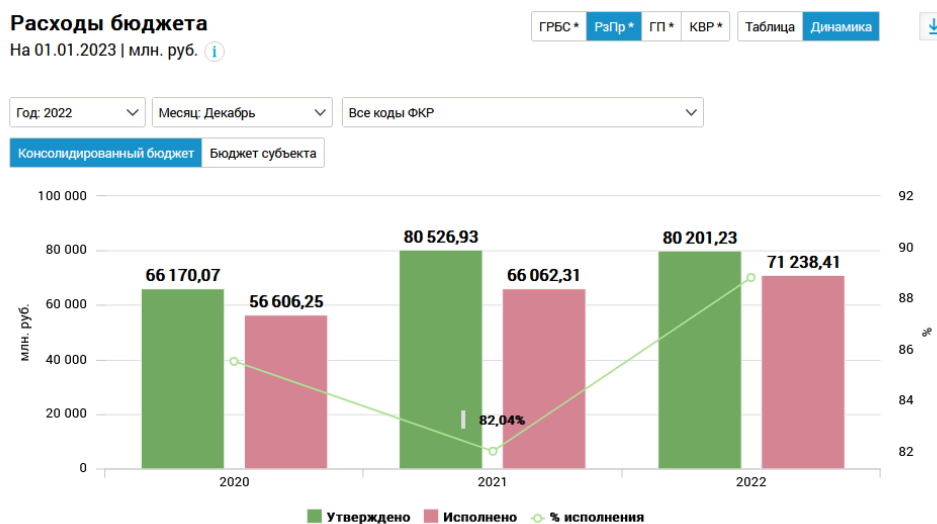 Расходы бюджета
ГРБС * РзПр * ГП * КВР * Таблица Динамика
На 01.01.2023 | млн. руб. i
Год: 2022 Месяц: Декабрь Все коды ФКР
Консолидированный бюджет Бюджет субъекта
100 000 92
80 526,93 80 201,23
80 000 90
71 238,41
66 170,07 66 062,31
60 000 88
56 606,25
млн. руб. %
40 000 86
20 000 84
82,04%
0 82
2020 2021 2022
Утверждено Исполнено % исполнения